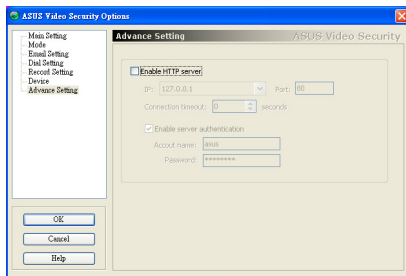 ASUS Video Security Options
Main Setting
Mode
Email Setting
Dial Setting
Record Setting
Device
Advance Setting
OK
Cancel
Help
Advance Setting
ASUS Video Security
Enable HTTP server
IP: 127.0.0.1 Port: 80
Connection timeout: 0 seconds
Enable server authentication
Accout name: asus
Password: ********